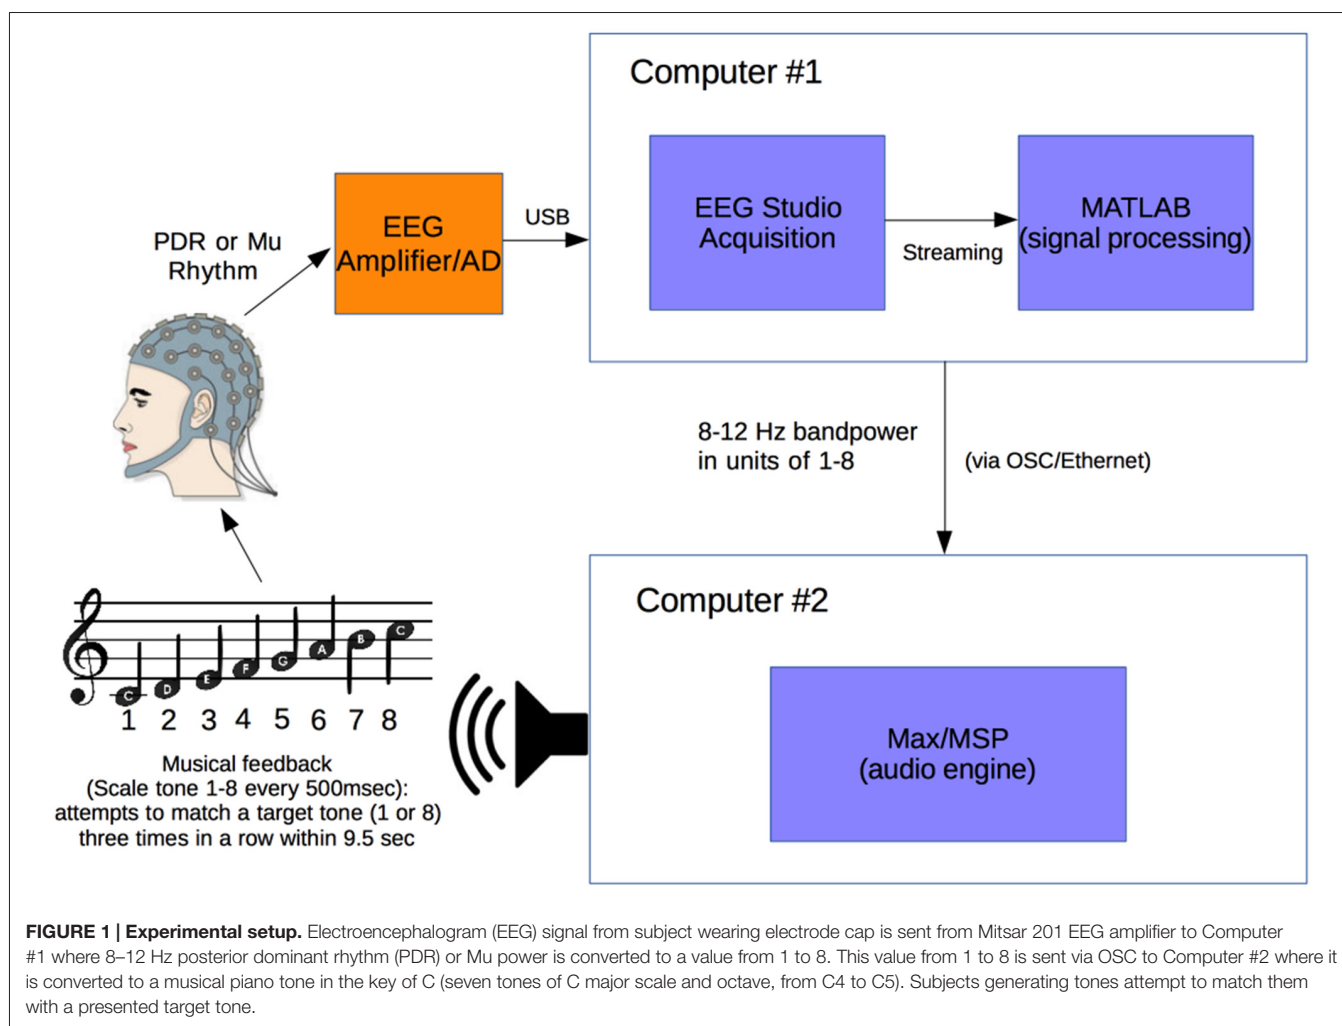 Computer #1
EEG Studio
Acquisition
MATLAB
(signal processing)
Streaming
USB
EEG
Amplifier/AD
PDR or Mu
Rhythm
8-12 Hz bandpower
in units of 1-8
(via OSC/Ethernet)
Computer #2
Max/MSP
(audio engine)
C D E F G A B C
1 2 3 4 5 6 7 8
Musical feedback
(Scale tone 1-8 every 500msec):
attempts to match a target tone (1 or 8)
three times in a row within 9.5 sec
FIGURE 1 | Experimental setup. Electroencephalogram (EEG) signal from subject wearing electrode cap is sent from Mitsar 201 EEG amplifier to Computer
#1 where 8–12 Hz posterior dominant rhythm (PDR) or Mu power is converted to a value from 1 to 8. This value from 1 to 8 is sent via OSC to Computer #2 where it
is converted to a musical piano tone in the key of C (seven tones of C major scale and octave, from C4 to C5). Subjects generating tones attempt to match them
with a presented target tone.